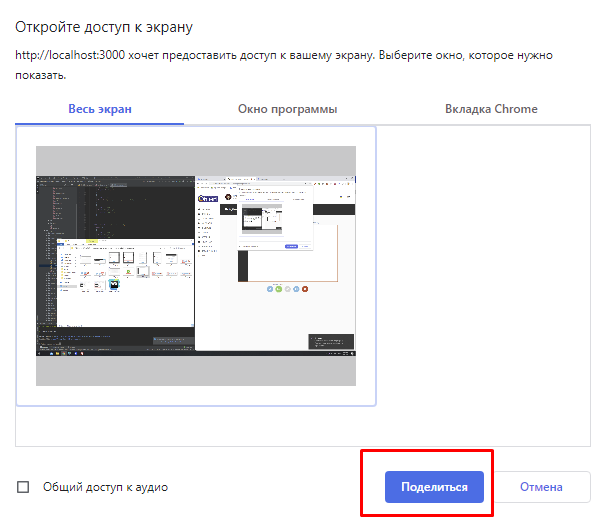 Откройте доступ к экрану
http://localhost:3000 хочет предоставить доступ к вашему экрану. Выберите окно, которое нужно
показать.
Весь экран
Окно программы
Вкладка Chrome
Общий доступ к аудио
Поделиться
Отмена